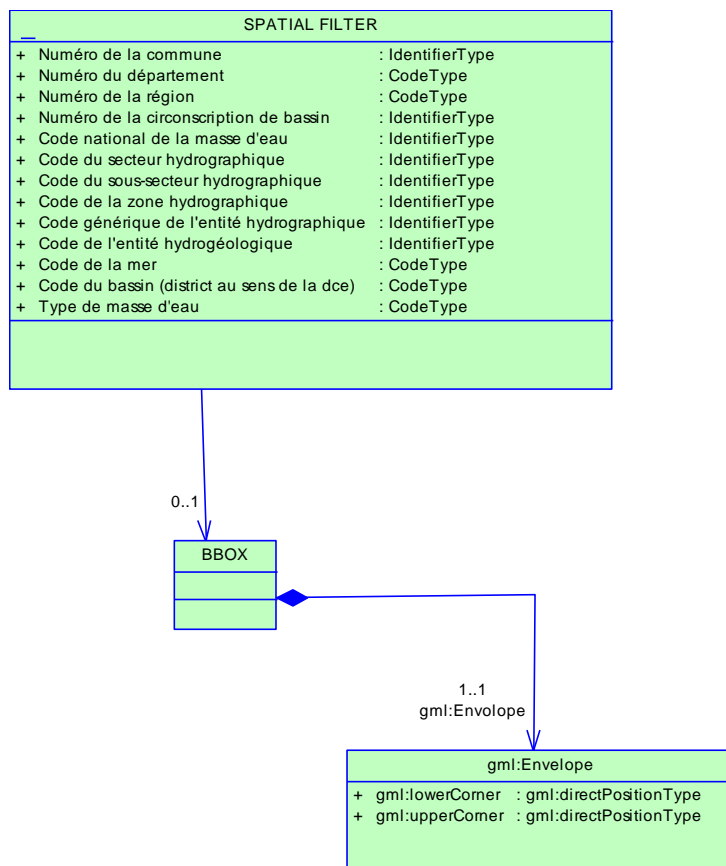 SPATIAL FILTER
+ Numéro de la commune : IdentifierType
+ Numéro du département : CodeType
+ Numéro de la région : CodeType
+ Numéro de la circonscription de bassin : IdentifierType
+ Code national de la masse d'eau : IdentifierType
+ Code du secteur hydrographique : IdentifierType
+ Code du sous-secteur hydrographique : IdentifierType
+ Code de la zone hydrographique : IdentifierType
+ Code générique de l'entité hydrographique : IdentifierType
+ Code de l'entité hydrogéologique : IdentifierType
+ Code de la mer : CodeType
+ Code du bassin (district au sens de la dce) : CodeType
+ Type de masse d'eau : CodeType
0..1
BBOX
1..1
gml:Envolope
gml:Envelope
+ gml:lowerCorner : gml:directPositionType
+ gml:upperCorner : gml:directPositionType